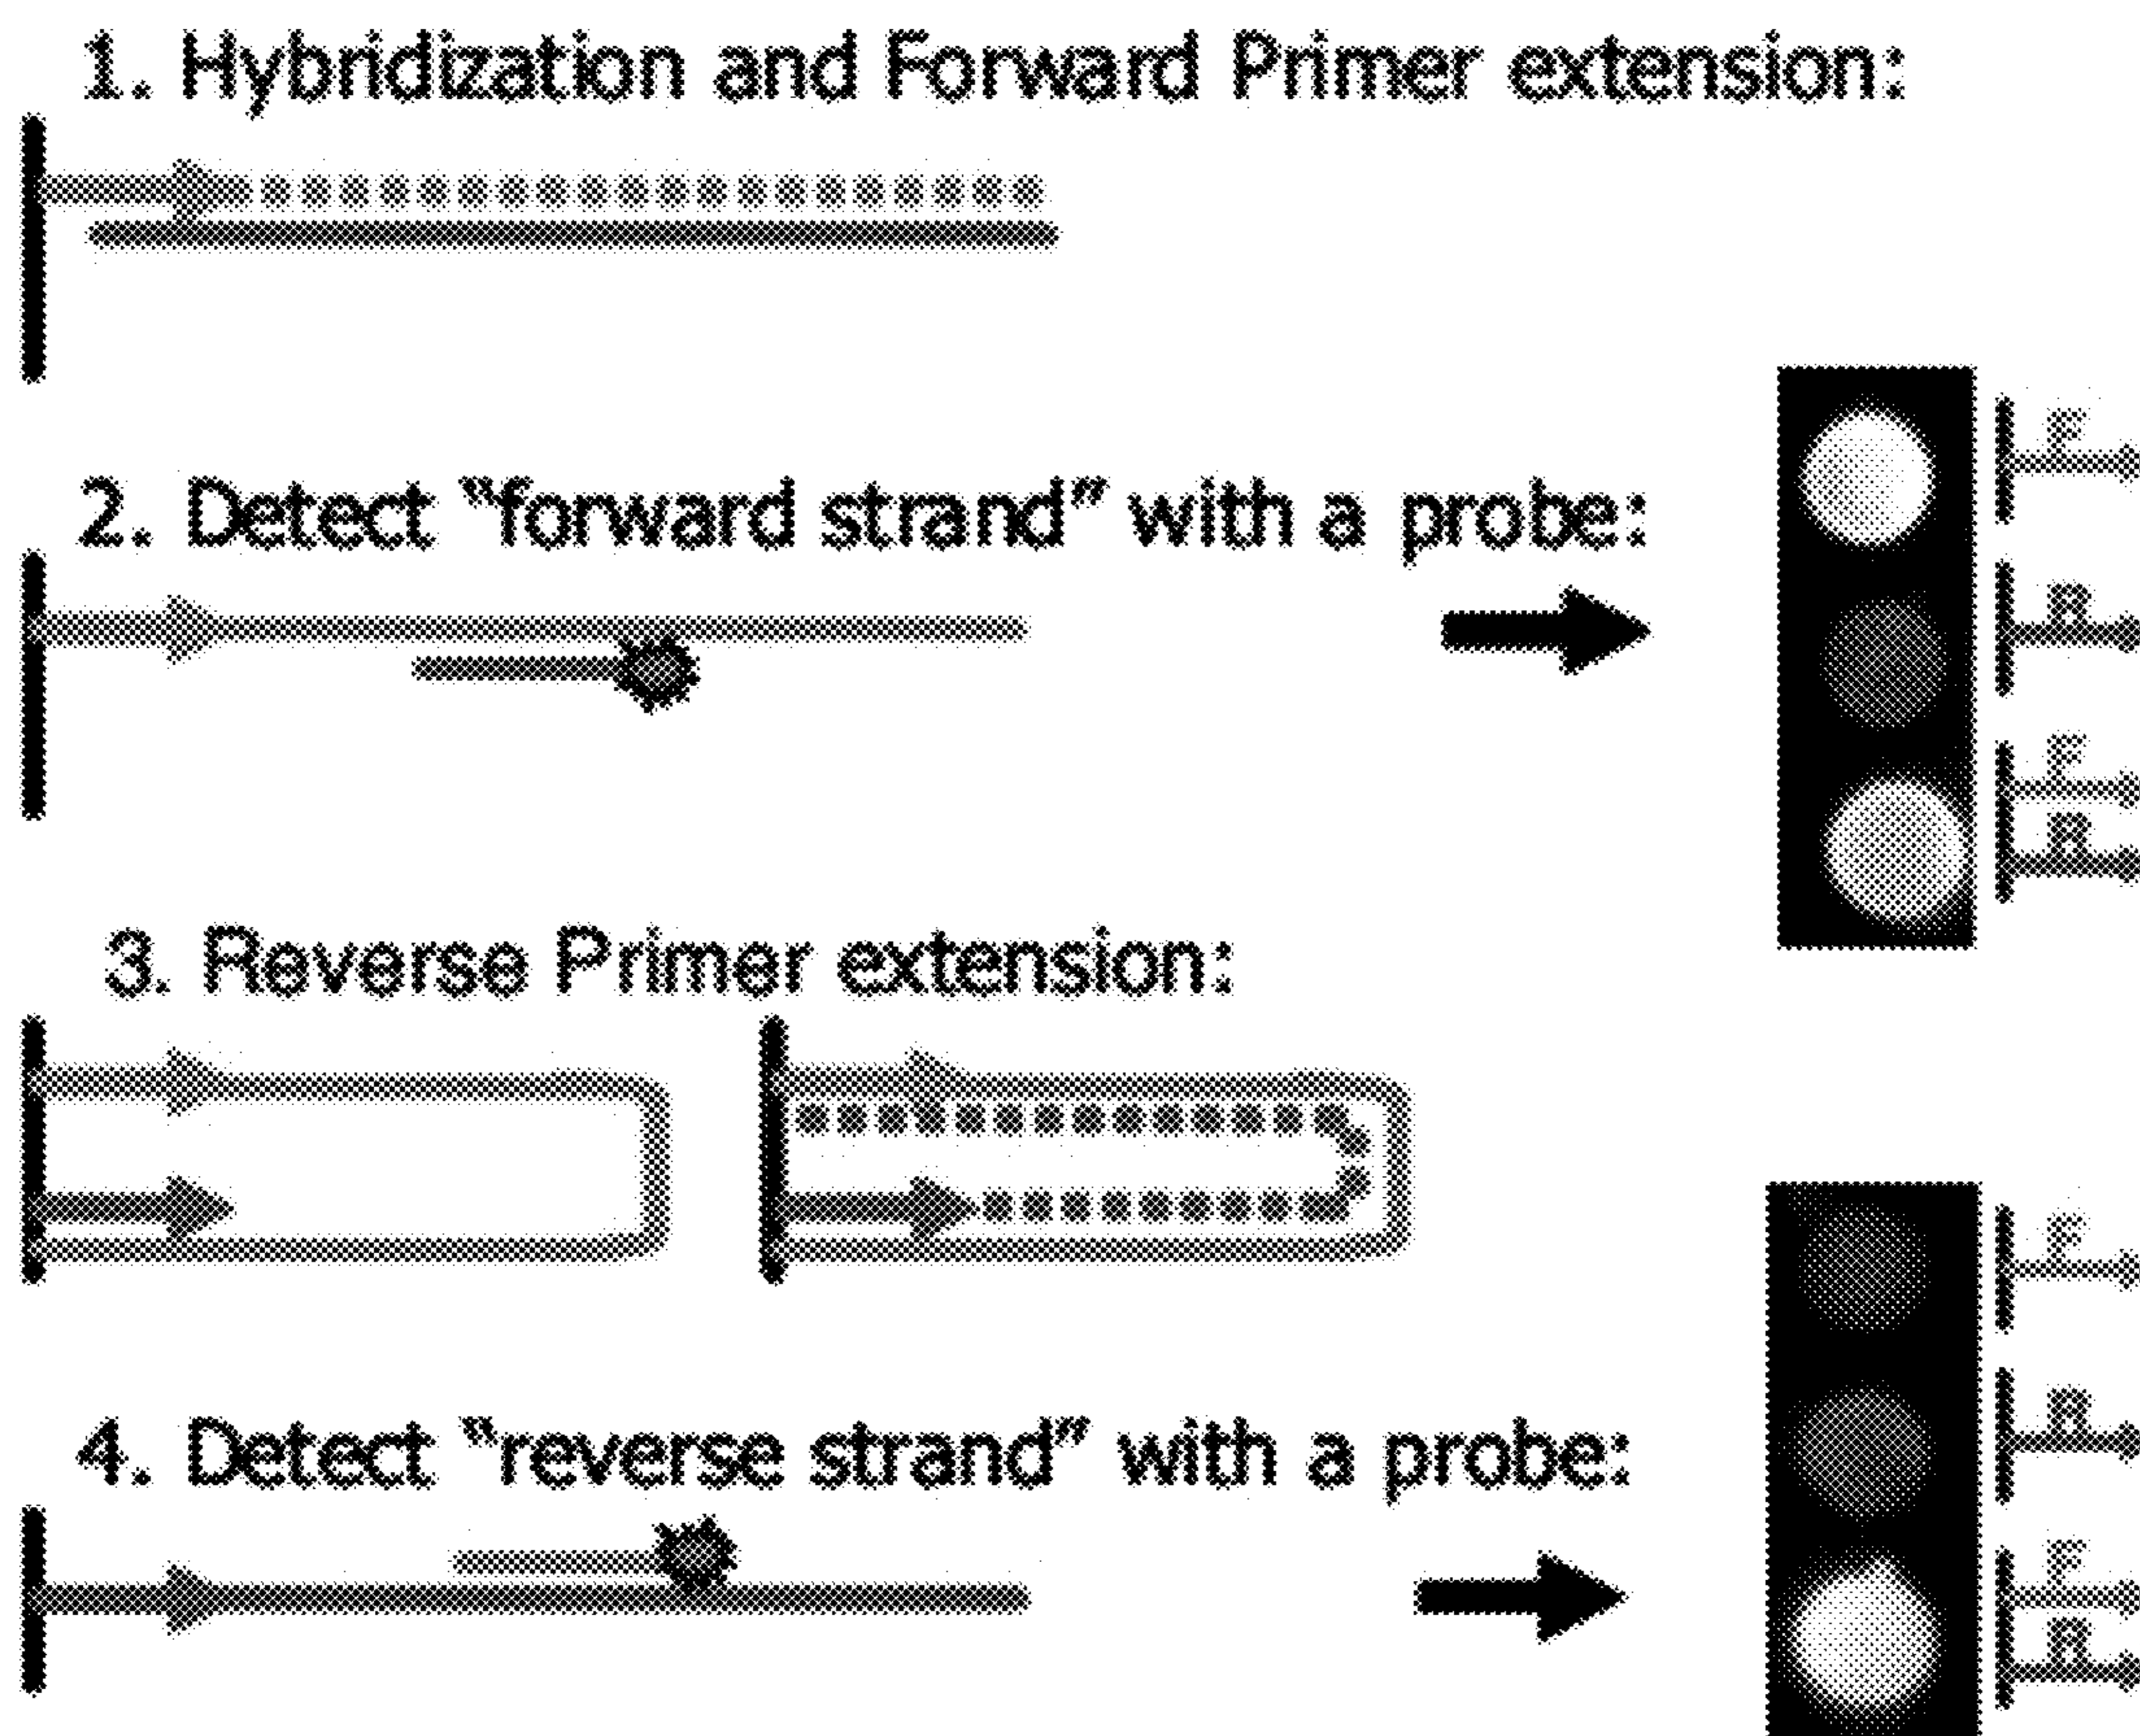 1. Hybridization and Forward Primer extension:
2. Detect "forward strand" with a probe:
F
R
F
R
3. Reverse Primer extension:
F
R
F
R
4. Detect "reverse strand" with a probe: